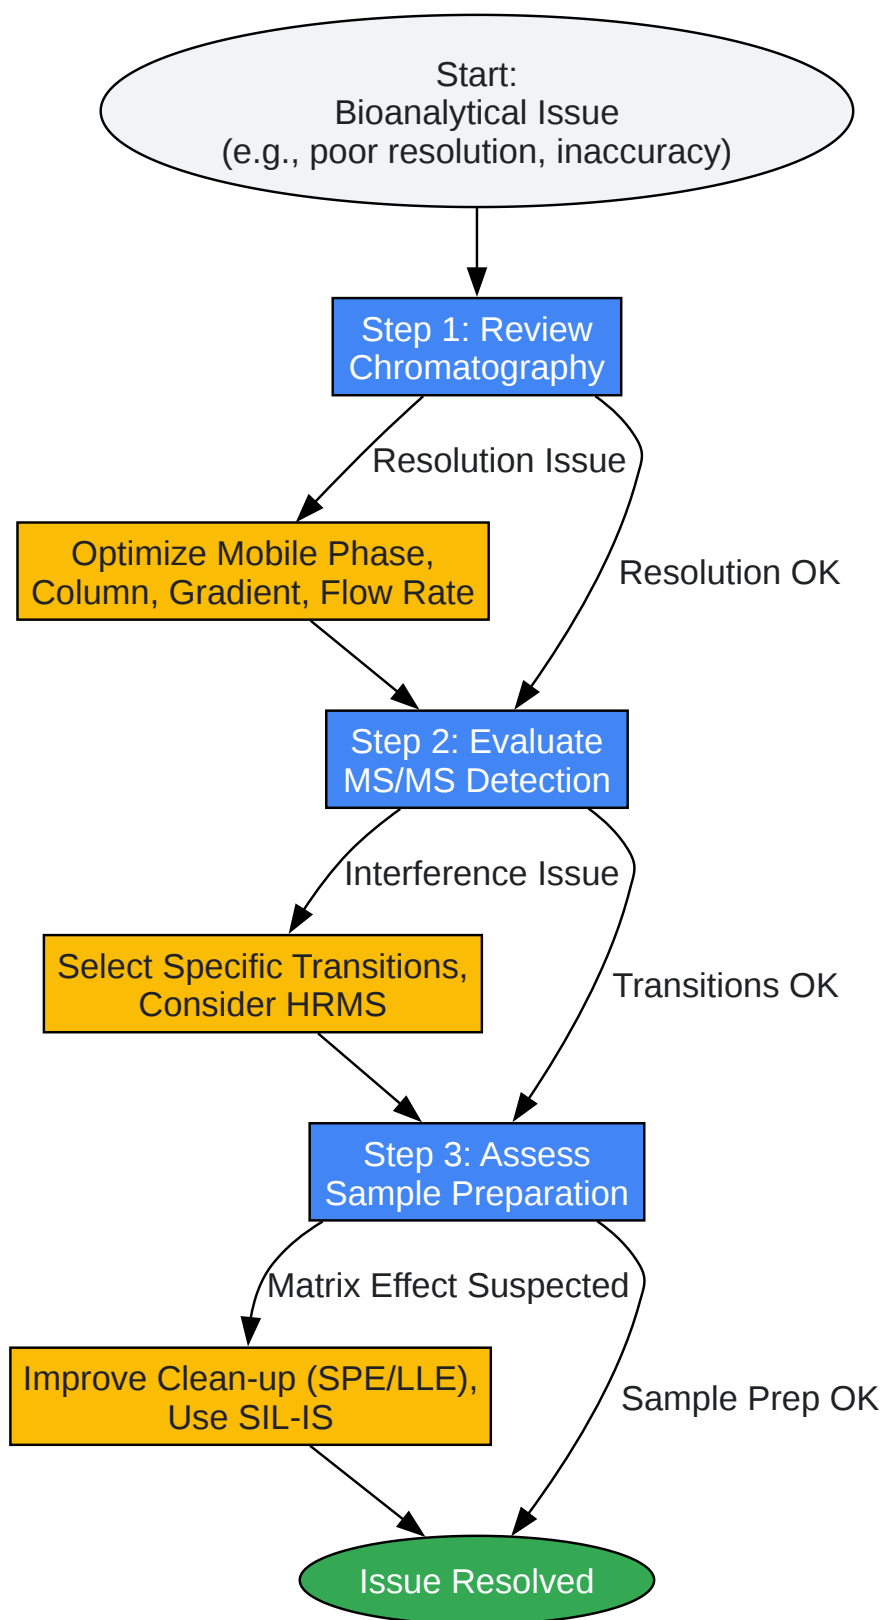 Start:
Bioanalytical Issue
(e.g., poor resolution, inaccuracy)
Step 1: Review
Chromatography
Resolution Issue
Optimize Mobile Phase,
Column, Gradient, Flow Rate
Resolution OK
Step 2: Evaluate
MS/MS Detection
Interference Issue
Select Specific Transitions,
Consider HRMS
Transitions OK
Step 3: Assess
Sample Preparation
Matrix Effect Suspected
Improve Clean-up (SPE/LLE),
Use SIL-IS
Sample Prep OK
Issue Resolved